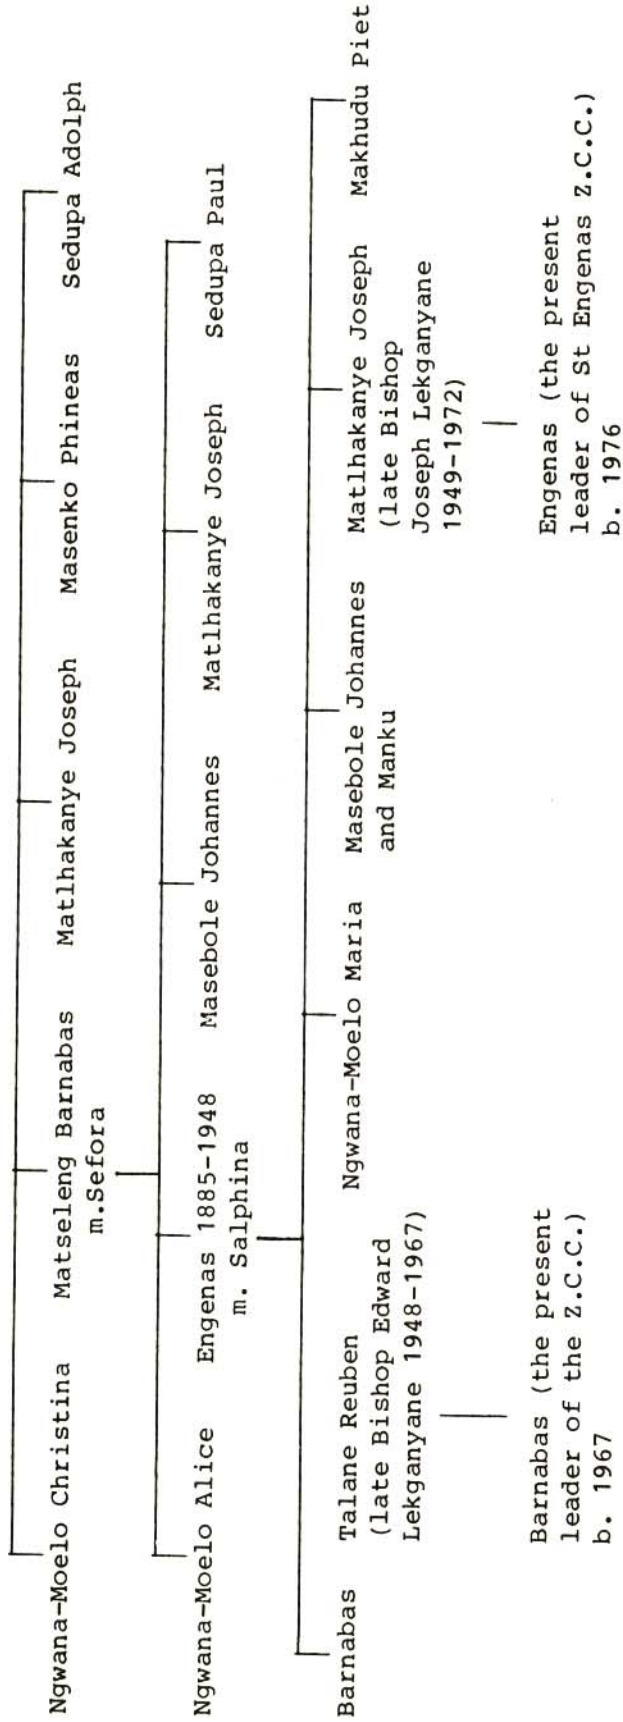 Ngwana-Moelo Christina
Matseleng Barnabas
m.Sefora
Matlhakanye Joseph
Masenko Phineas
Sedupa Adolph
Ngwana-Moelo Alice
Engenas 1885-1948
m. Salphina
Masebole Johannes
Matlhakanye Joseph
Sedupa Paul
Barnabas
Talane Reuben
(late Bishop Edward
Lekganyane 1948-1967)
Ngwana-Moelo Maria
Masebole Johannes
and Manku
Matlhakanye Joseph
(late Bishop
Joseph Lekganyane
1949-1972)
Makhudu Piet
Barnabas (the present
leader of the Z.C.C.)
b. 1967
Engenas (the present
leader of St Engenas Z.C.C.)
b. 1976